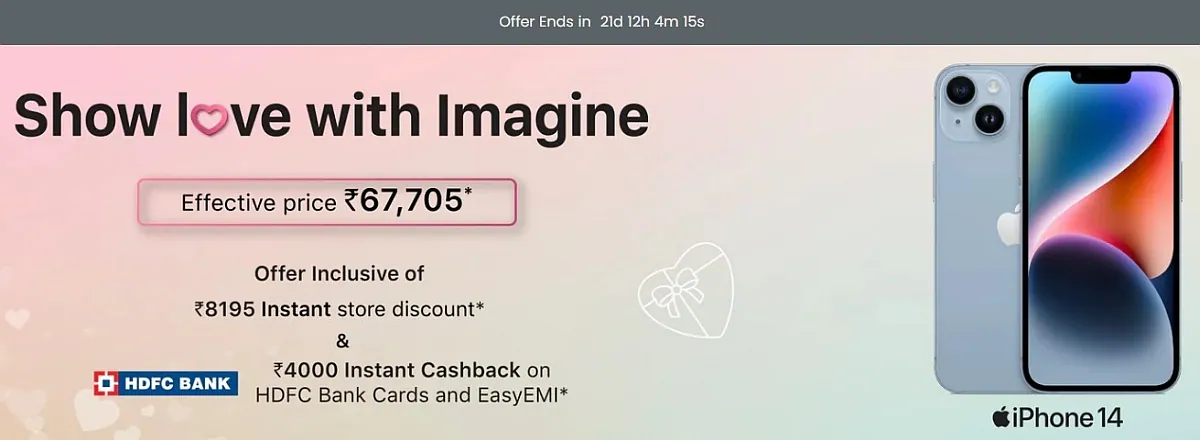 Offer Ends in 21d 12h 4m 15s
Show love with Imagine
Effective price ₹67,705*
Offer Inclusive of
₹8195 Instant store discount*
&
₹4000 Instant Cashback on
HDFC BANK
HDFC Bank Cards and EasyEMI*
iPhone 14